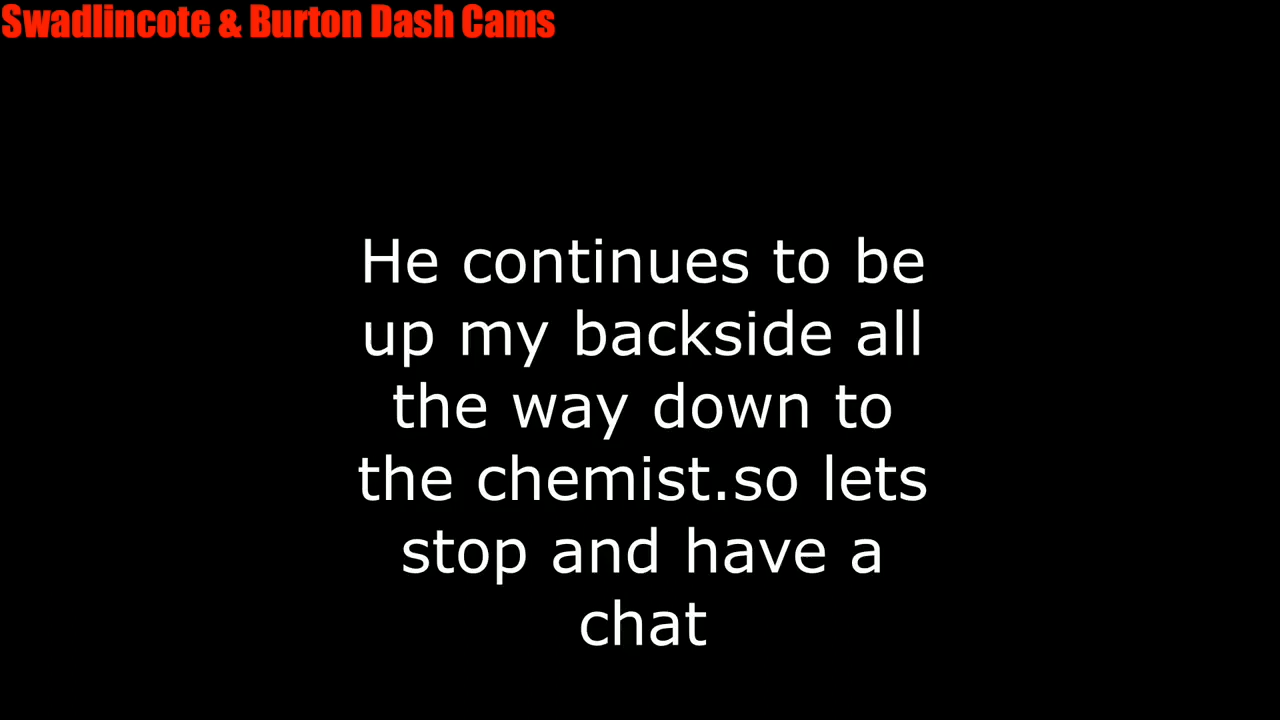 Swadlincote & Burton Dash Cams
He continues to be
up my backside all
the way down to
the chemist.so lets
stop and have a
chat